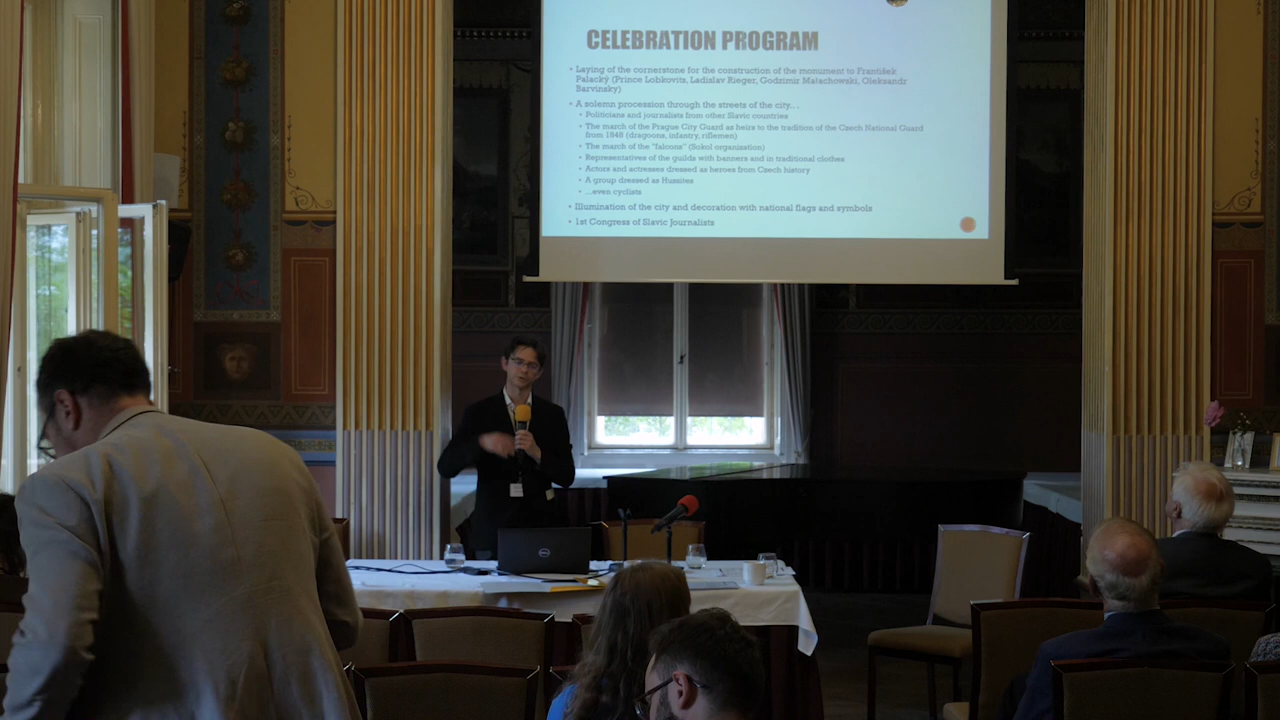 CELEBRATION PROGRAM
• Laying of the cornerstone for the construction of the monument to František
Palacký (Prince Lobkovits, Ladislav Rieger, Godzimir Małachowski, Oleksandr
Barvinsky)
• A solemn procession through the streets of the city...
• Politicians and journalists from other Slavic countries
• The march of the Prague City Guard as heirs to the tradition of the Czech National Guard
from 1848 (dragoons, infantry, riflemen)
• The march of the "falcons" (Sokol organization)
• Representatives of the guilds with banners and in traditional clothes
• Actors and actresses dressed as heroes from Czech history
• A group dressed as Hussites
• ...even cyclists
• Illumination of the city and decoration with national flags and symbols
• 1st Congress of Slavic Journalists
DELL